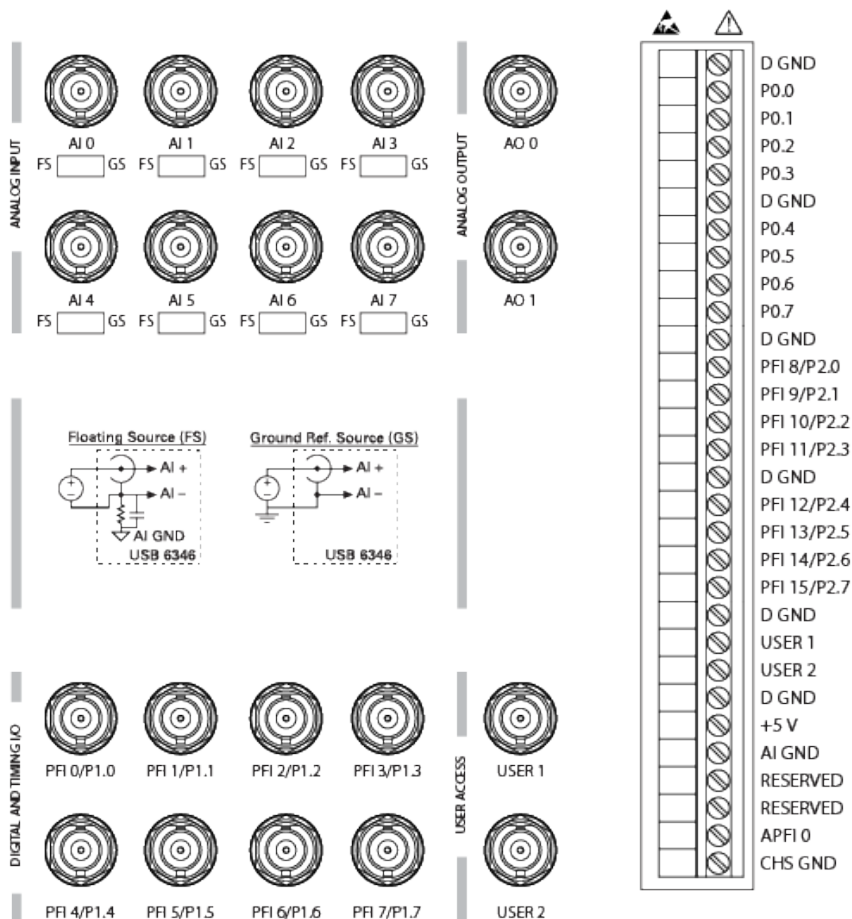 ANALOG INPUT
AI 0 AI 1 AI 2 AI 3
FS GS FS GS FS GS FS GS
AI 4 AI 5 AI 6 AI 7
FS GS FS GS FS GS FS GS
ANALOG OUTPUT
AO 0
AO 1
Floating Source (FS)
AI +
AI –
AI GND
USB 6346
Ground Ref. Source (GS)
AI +
AI –
USB 6346
DIGITAL AND TIMING I/O
PFI 0/P1.0 PFI 1/P1.1 PFI 2/P1.2 PFI 3/P1.3
PFI 4/P1.4 PFI 5/P1.5 PFI 6/P1.6 PFI 7/P1.7
USER ACCESS
USER 1
USER 2
D GND
P0.0
P0.1
P0.2
P0.3
D GND
P0.4
P0.5
P0.6
P0.7
D GND
PFI 8/P2.0
PFI 9/P2.1
PFI 10/P2.2
PFI 11/P2.3
D GND
PFI 12/P2.4
PFI 13/P2.5
PFI 14/P2.6
PFI 15/P2.7
D GND
USER 1
USER 2
D GND
+5 V
AI GND
RESERVED
RESERVED
APFI 0
CHS GND